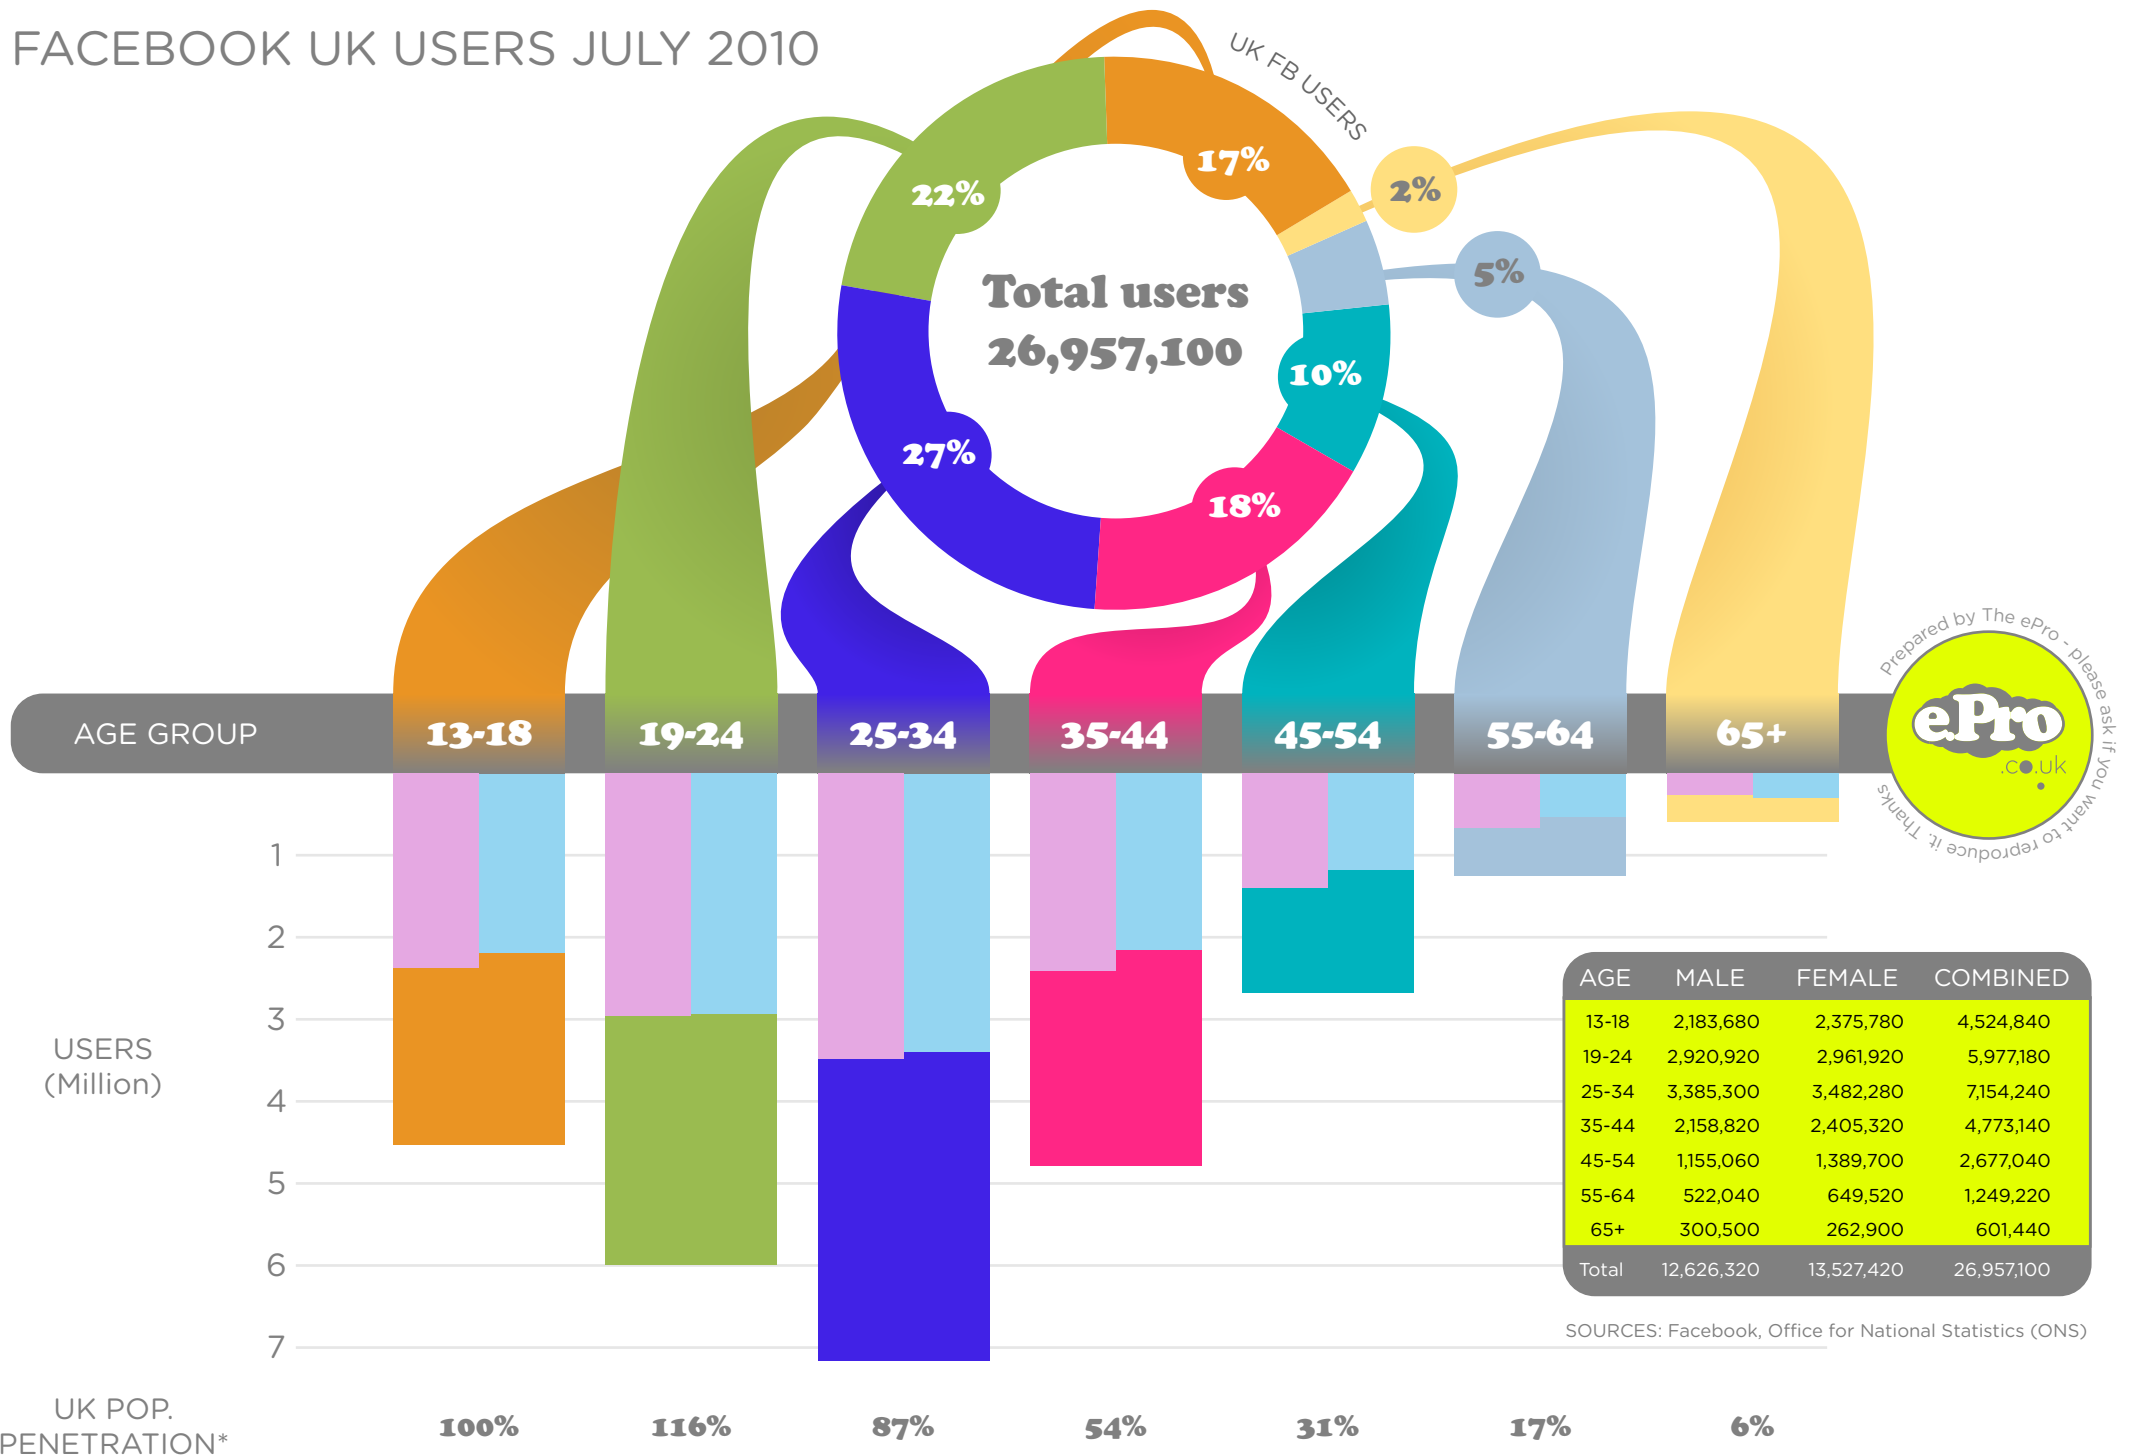 FACEBOOK UK USERS JULY 2010
UK FB USERS
17%
2%
22%
5%
Total users
26,957,100
10%
27%
18%
AGE GROUP
13-18
19-24
25-34
35-44
45-54
55-64
65+
Prepared by The ePro - please ask if you want to reproduce it. Thanks
e.Pro
.co.uk
1
2
3
4
5
6
7
USERS
(Million)
AGE MALE FEMALE COMBINED
13-18 2,183,680 2,375,780 4,524,840
19-24 2,920,920 2,961,920 5,977,180
25-34 3,385,300 3,482,280 7,154,240
35-44 2,158,820 2,405,320 4,773,140
45-54 1,155,060 1,389,700 2,677,040
55-64 522,040 649,520 1,249,220
65+ 300,500 262,900 601,440
Total 12,626,320 13,527,420 26,957,100
SOURCES: Facebook, Office for National Statistics (ONS)
UK POP.
PENETRATION*
100%
116%
87%
54%
31%
17%
6%